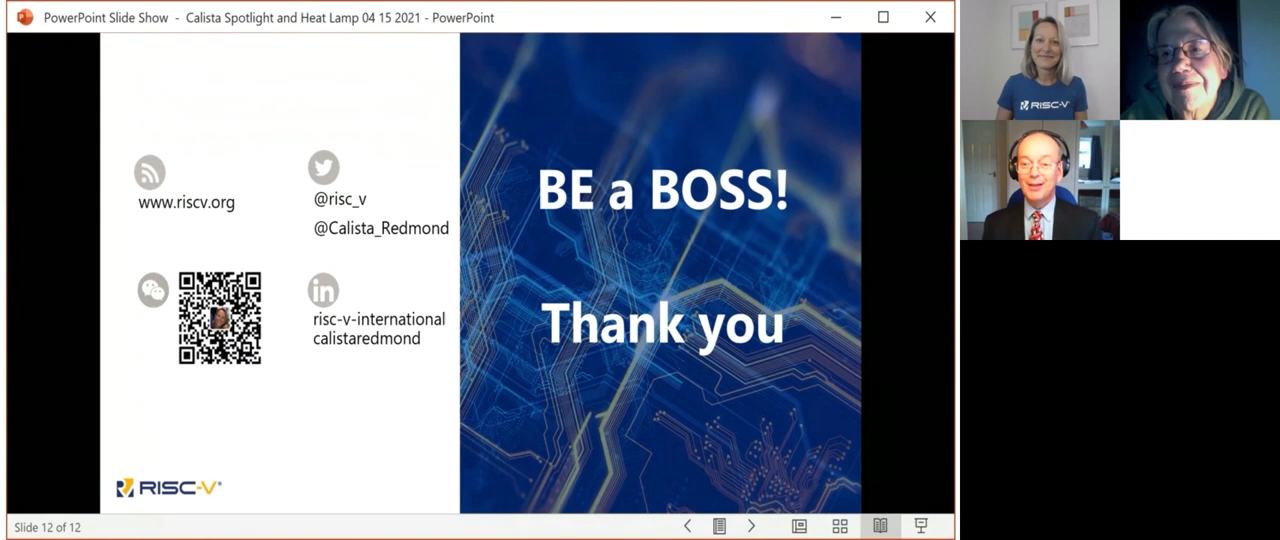 PowerPoint Slide Show - Calista Spotlight and Heat Lamp 04 15 2021 - PowerPoint
www.riscv.org
@risc_v
@Calista_Redmond
risc-v-international
calistaredmond
RISC-V®
BE a BOSS!
Thank you
Slide 12 of 12
RISC-V